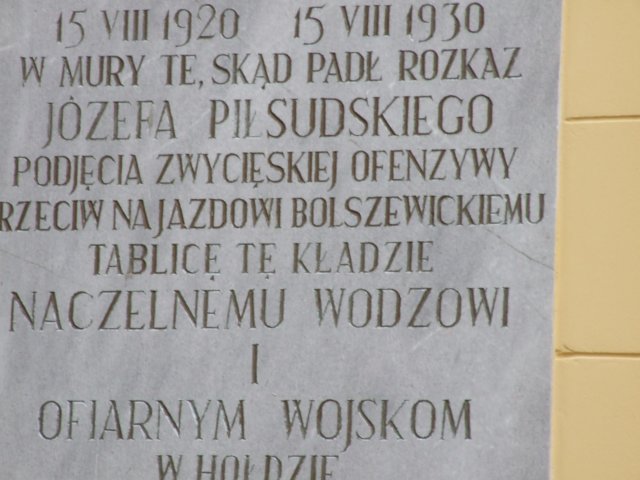 15 VIII 1920 15 VIII 1930
W MURY TE, SKĄD PADŁ ROZKAZ
JÓZEFA PIŁSUDSKIEGO
PODJĘCIA ZWYCIĘSKIEJ OFENZYWY
RZECIW NAJAZDOWI BOLSZEWICKIEMU
TABLICĘ TĘ KŁADZIE
NACZELNEMU WODZOWI
I
OFIARNYM WOJSKOM
W HOŁDZIE